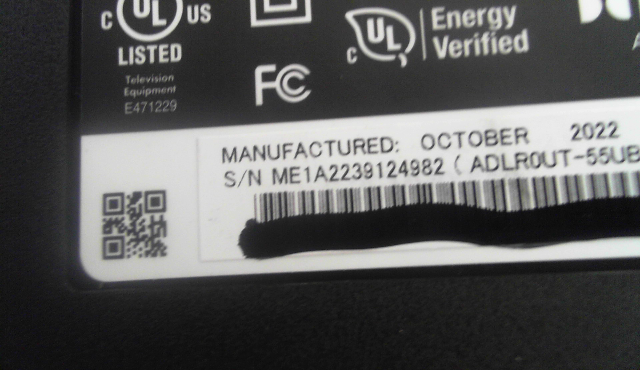 C UL US
LISTED
Television
Equipment
E471229
FC
C UL
Energy
Verified
MANUFACTURED: OCTOBER 2022
S/N ME1A2239124982 ( ADLR0UT-55UB